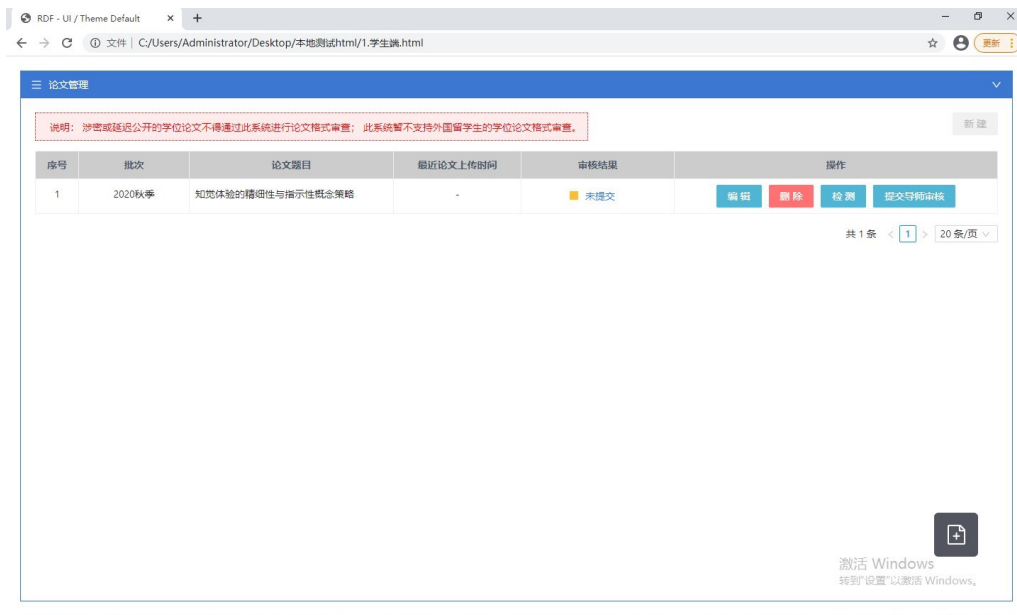 RDF - UI / Theme Default
文件 C:/Users/Administrator/Desktop/本地测试html/1.学生端.html
更新
论文管理
说明： 涉密或延迟公开的学位论文不得通过此系统进行论文格式审查； 此系统暂不支持外国留学生的学位论文格式审查。
新建
序号 批次 论文题目 最近论文上传时间 审核结果 操作
1 2020秋季 知觉体验的精细性与指示性概念策略 - 未提交 编辑 删除 检测 提交导师审核
共 1 条 < 1 > 20 条/页
激活 Windows
转到"设置"以激活 Windows。